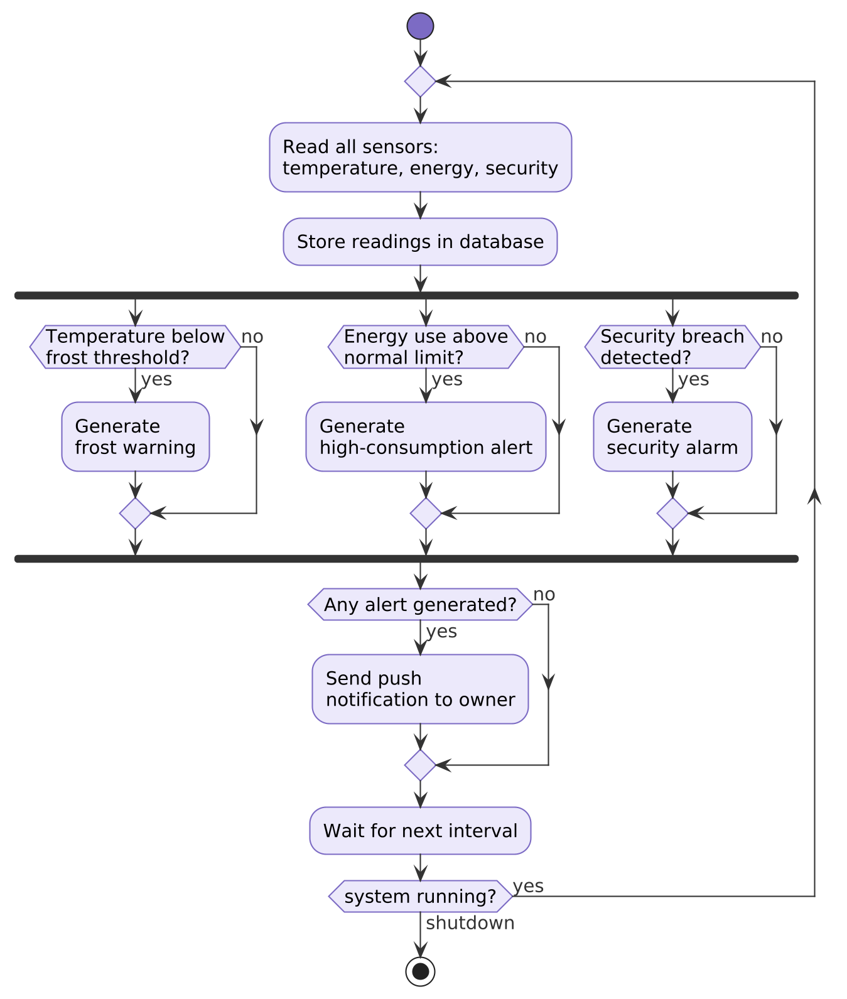 Read all sensors:
temperature, energy, security
Store readings in database
Temperature below
frost threshold?
no
yes
Generate
frost warning
Energy use above
normal limit?
no
yes
Generate
high-consumption alert
Security breach
detected?
no
yes
Generate
security alarm
Any alert generated?
no
yes
Send push
notification to owner
Wait for next interval
system running?
yes
shutdown